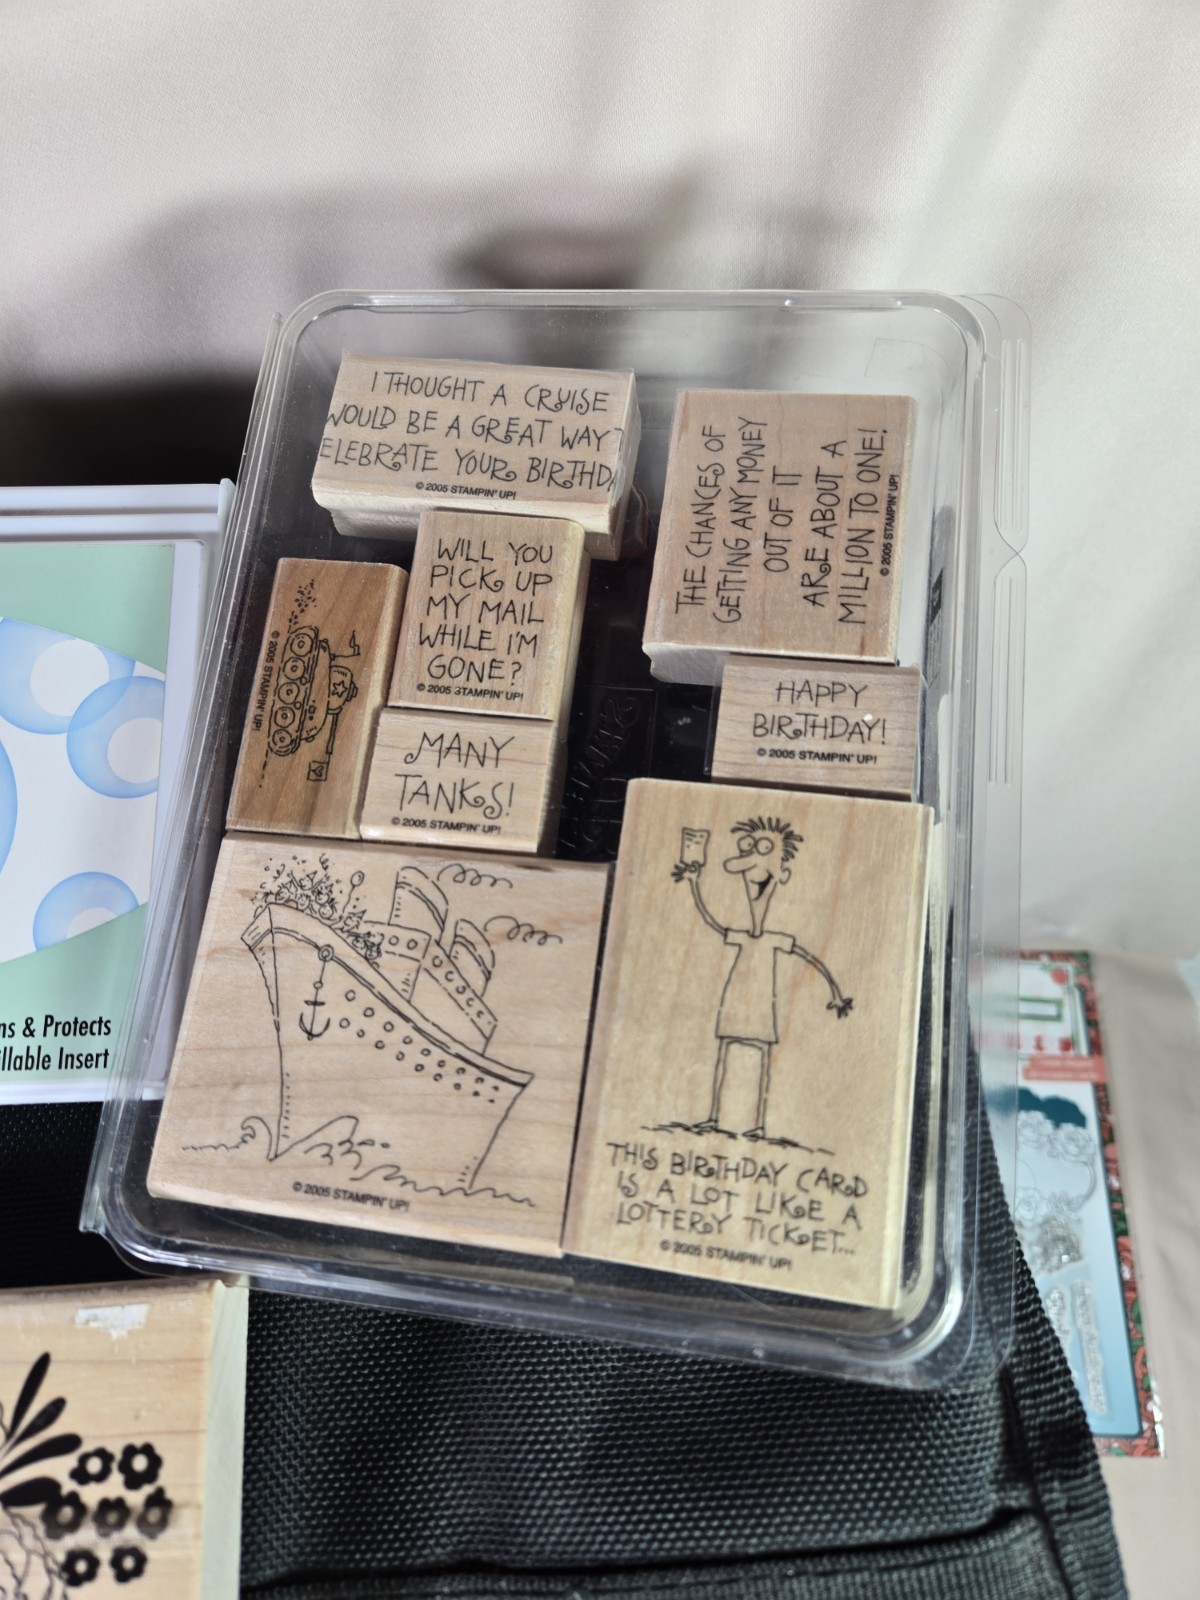 I THOUGHT A CRUISE
WOULD BE A GREAT WAY T
ELEBRATE YOUR BIRTHDA
© 2005 STAMPIN' UP!
THE CHANCES OF
GETTING ANY MONEY
OUT OF IT
ARE ABOUT A
MILLION TO ONE!
© 2005 STAMPIN' UP!
WILL YOU
PICK UP
MY MAIL
WHILE I'M
GONE?
© 2005 STAMPIN' UP!
© 2005 STAMPIN' UP!
MANY
TANKS!
© 2005 STAMPIN' UP!
HAPPY
BIRTHDAY!
© 2005 STAMPIN' UP!
© 2005 STAMPIN' UP!
THIS BIRTHDAY CARD
IS A LOT LIKE A
LOTTERY TICKET...
© 2005 STAMPIN' UP!
ns & Protects
illable Insert